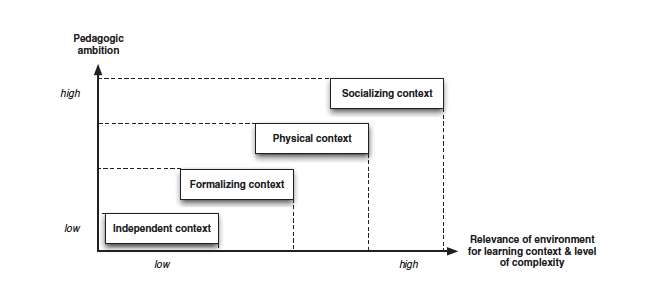 Pedagogic
ambition
high
Socializing context
Physical context
Formalizing context
low
Independent context
Relevance of environment
for learning context & level
of complexity
low
high